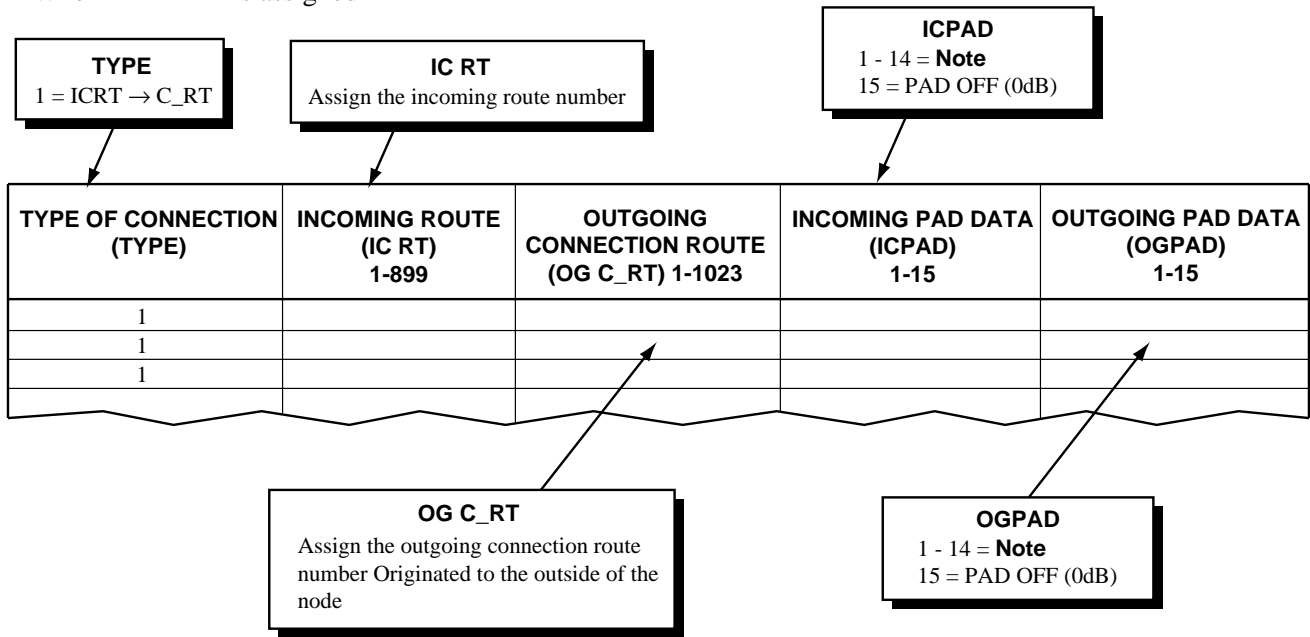 TYPE
1 = ICRT → C_RT
IC RT
Assign the incoming route number
ICPAD
1 - 14 = Note
15 = PAD OFF (0dB)
TYPE OF CONNECTION
(TYPE)
INCOMING ROUTE
(IC RT)
1-899
OUTGOING
CONNECTION ROUTE
(OG C_RT) 1-1023
INCOMING PAD DATA
(ICPAD)
1-15
OUTGOING PAD DATA
(OGPAD)
1-15
1
1
1
OG C_RT
Assign the outgoing connection route
number Originated to the outside of the
node
OGPAD
1 - 14 = Note
15 = PAD OFF (0dB)